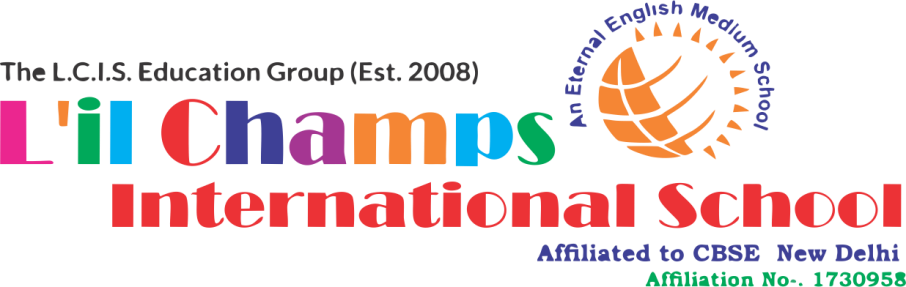 An Eternal English Medium School
The L.C.I.S. Education Group (Est. 2008)
L'il Champs
International School
Affiliated to CBSE New Delhi
Affiliation No-. 1730958